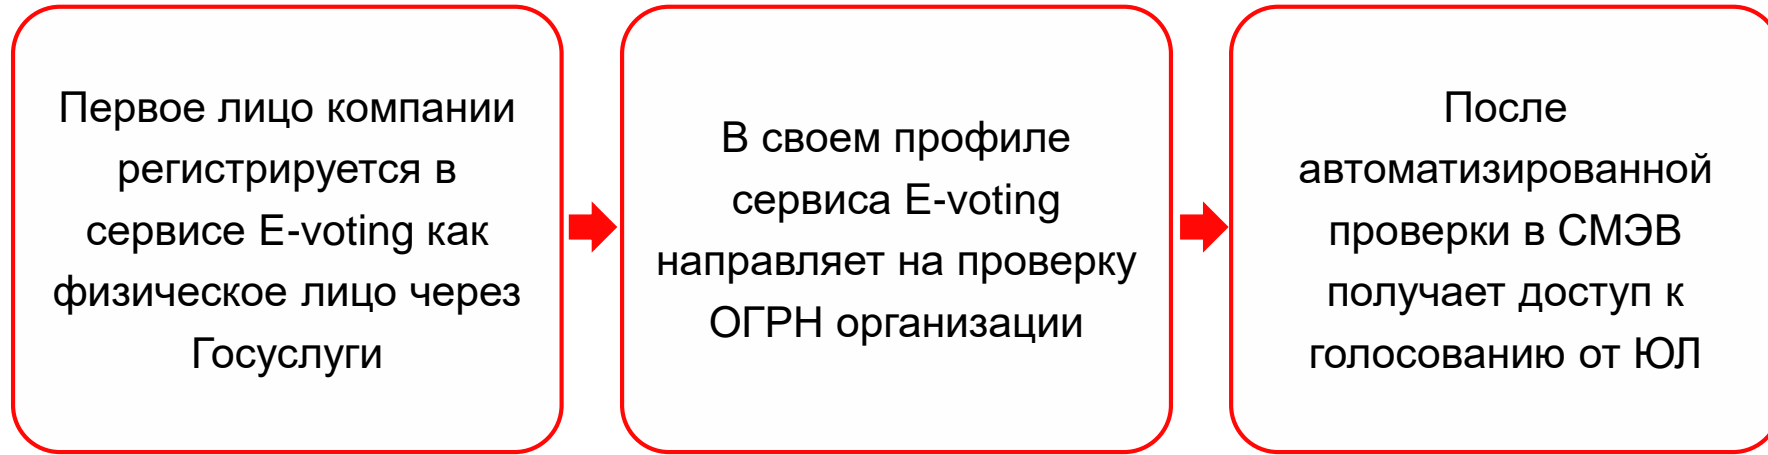 Первое лицо компании
регистрируется в
сервисе E-voting как
физическое лицо через
Госуслуги
В своем профиле
сервиса E-voting
направляет на проверку
ОГРН организации
После
автоматизированной
проверки в СМЭВ
получает доступ к
голосованию от ЮЛ